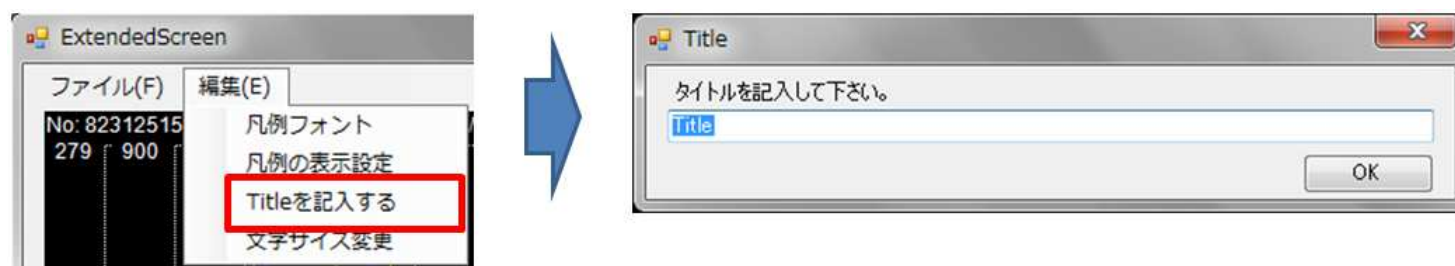 ExtendedScreen
ファイル(F) 編集(E)
No: 82312515
279 900
凡例フォント
凡例の表示設定
Titleを記入する
文字サイズ変更
Title
タイトルを記入して下さい。
Title
OK